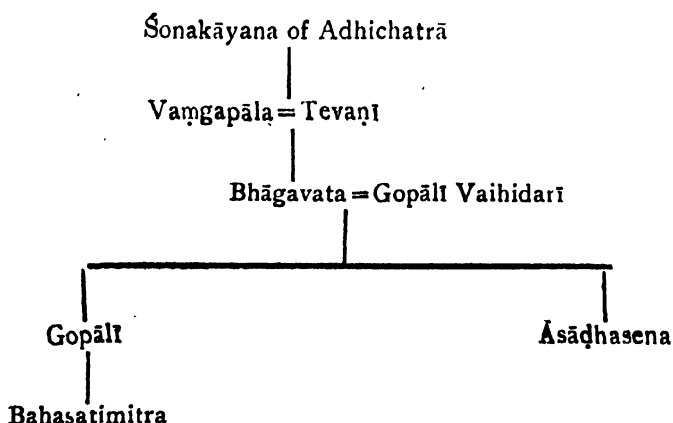 Śonakāyana of Adhichatrā
Vaṃgapāla = Tevaṇī
Bhāgavata = Gopālī Vaihidarī
Gopālī Āsāḍhasena
Bahasatimitra